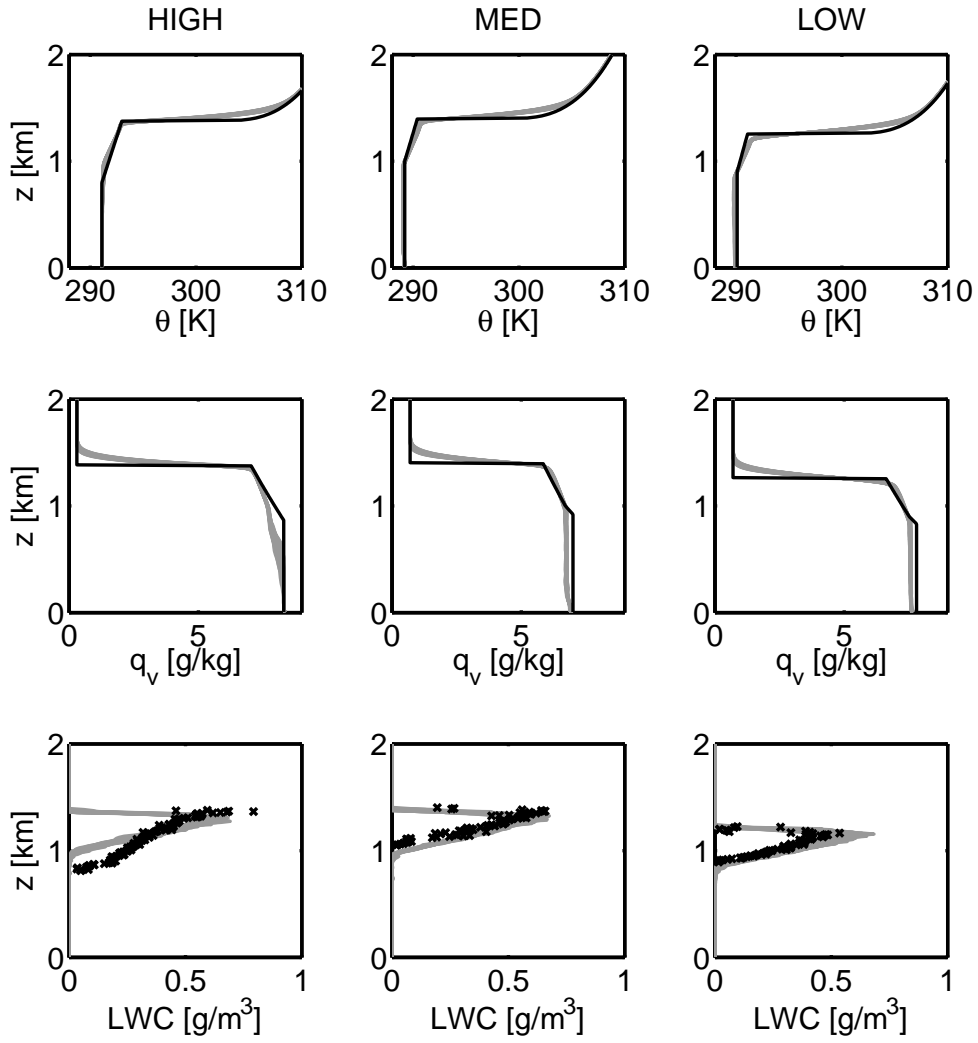 HIGH MED LOW
2 2 2
z [km] 1 1 1
0 0 0
290 300 310 290 300 310 290 300 310
θ [K] θ [K] θ [K]
2 2 2
z [km] 1 1 1
0 0 0
0 5 0 5 0 5
q_v [g/kg] q_v [g/kg] q_v [g/kg]
2 2 2
z [km] 1 1 1
0 0 0
0 0.5 1 0 0.5 1 0 0.5 1
LWC [g/m³] LWC [g/m³] LWC [g/m³]